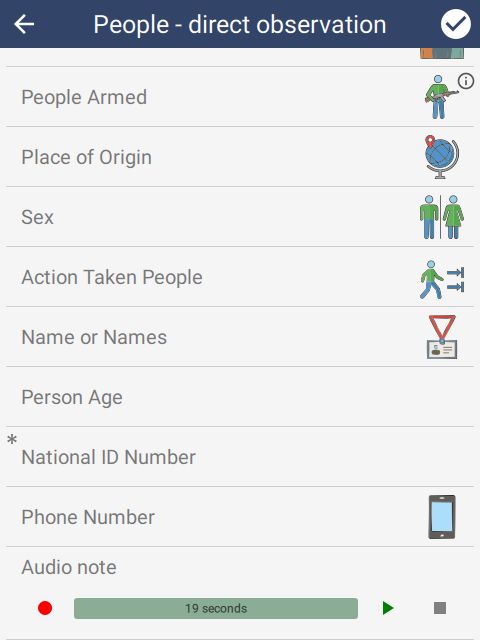 People - direct observation
People Armed
Place of Origin
Sex
Action Taken People
Name or Names
Person Age
*
National ID Number
Phone Number
Audio note
19 seconds